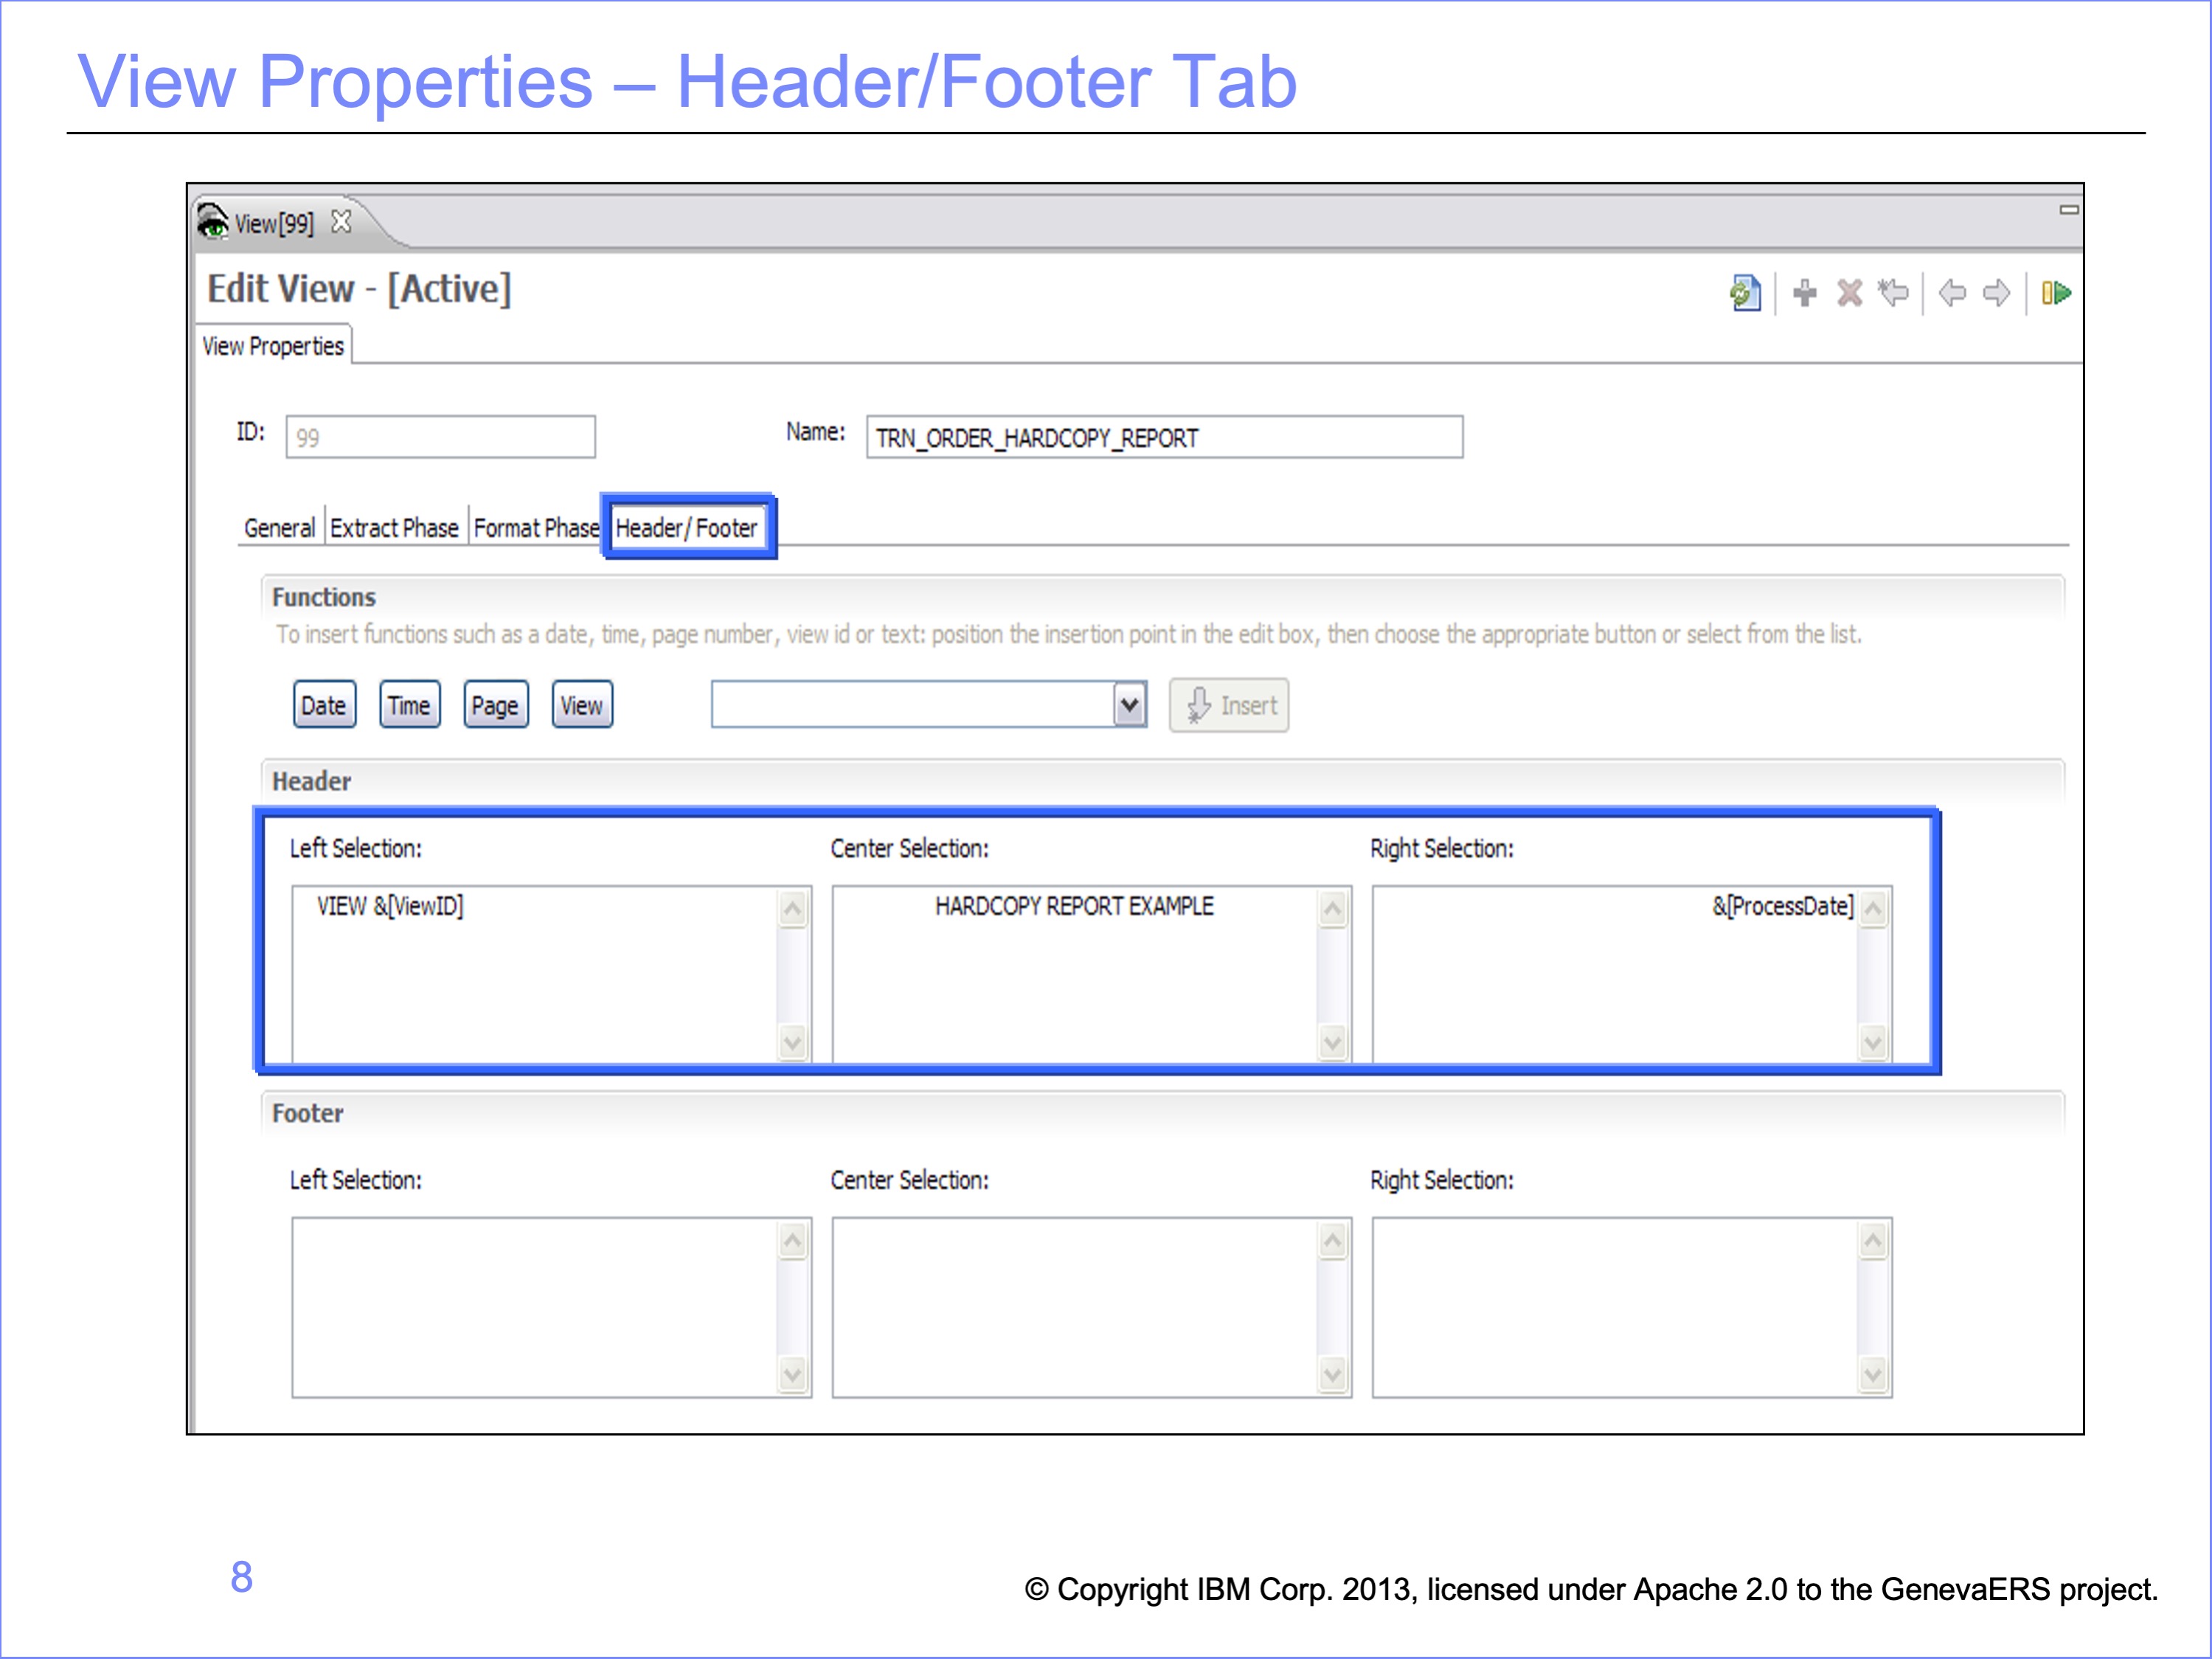 View Properties – Header/Footer Tab
View[99]
Edit View - [Active]
View Properties
ID: 99 Name: TRN_ORDER_HARDCOPY_REPORT
General Extract Phase Format Phase Header/ Footer
Functions
To insert functions such as a date, time, page number, view id or text: position the insertion point in the edit box, then choose the appropriate button or select from the list.
Date Time Page View Insert
Header
Left Selection: Center Selection: Right Selection:
VIEW &[ViewID] HARDCOPY REPORT EXAMPLE &[ProcessDate]
Footer
Left Selection: Center Selection: Right Selection:
8
© Copyright IBM Corp. 2013, licensed under Apache 2.0 to the GenevaERS project.